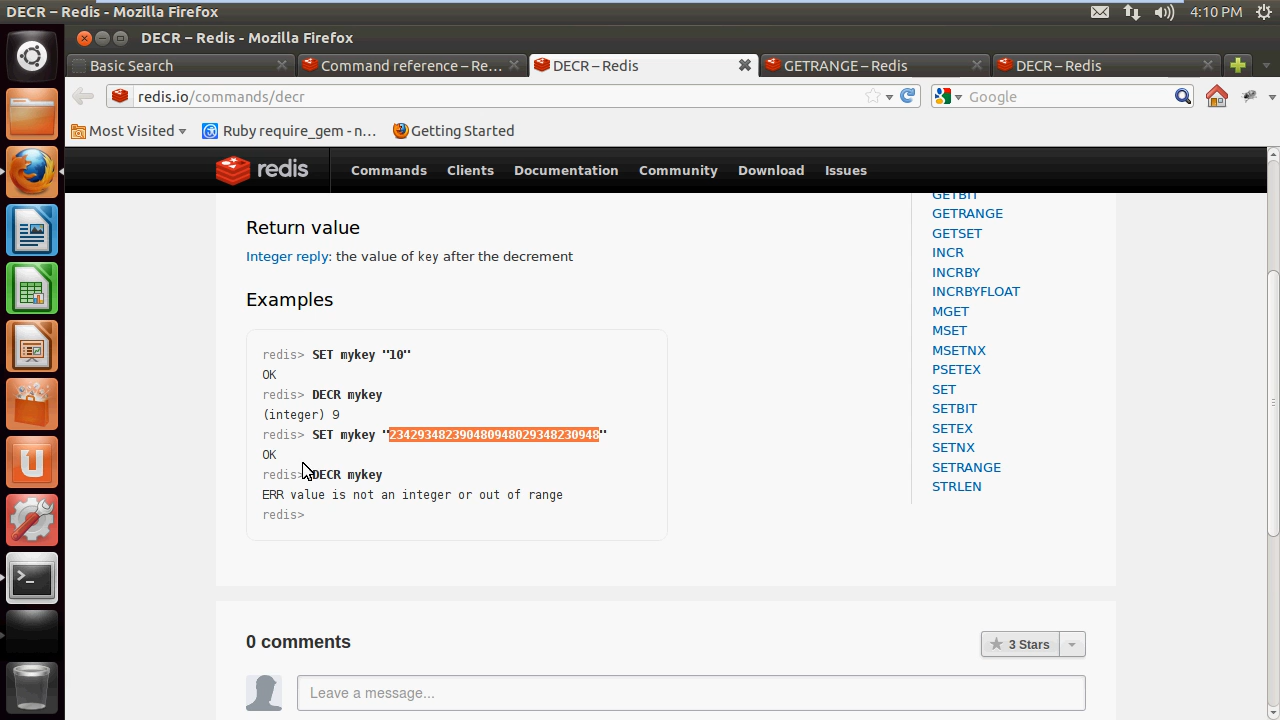 DECR – Redis - Mozilla Firefox
4:10 PM
DECR – Redis - Mozilla Firefox
Basic Search
Command reference – Re...
DECR – Redis
GETRANGE – Redis
DECR – Redis
redis.io/commands/decr
Google
Most Visited
Ruby require_gem - n...
Getting Started
redis
Commands
Clients
Documentation
Community
Download
Issues
GETBIT
GETRANGE
GETSET
INCR
INCRBY
INCRBYFLOAT
MGET
MSET
MSETNX
PSETEX
SET
SETBIT
SETEX
SETNX
SETRANGE
STRLEN
Return value
Integer reply: the value of key after the decrement
Examples
redis> SET mykey "10"
OK
redis> DECR mykey
(integer) 9
redis> SET mykey "234293482390480948029348230948"
OK
redis> DECR mykey
ERR value is not an integer or out of range
redis>
0 comments
3 Stars
Leave a message...